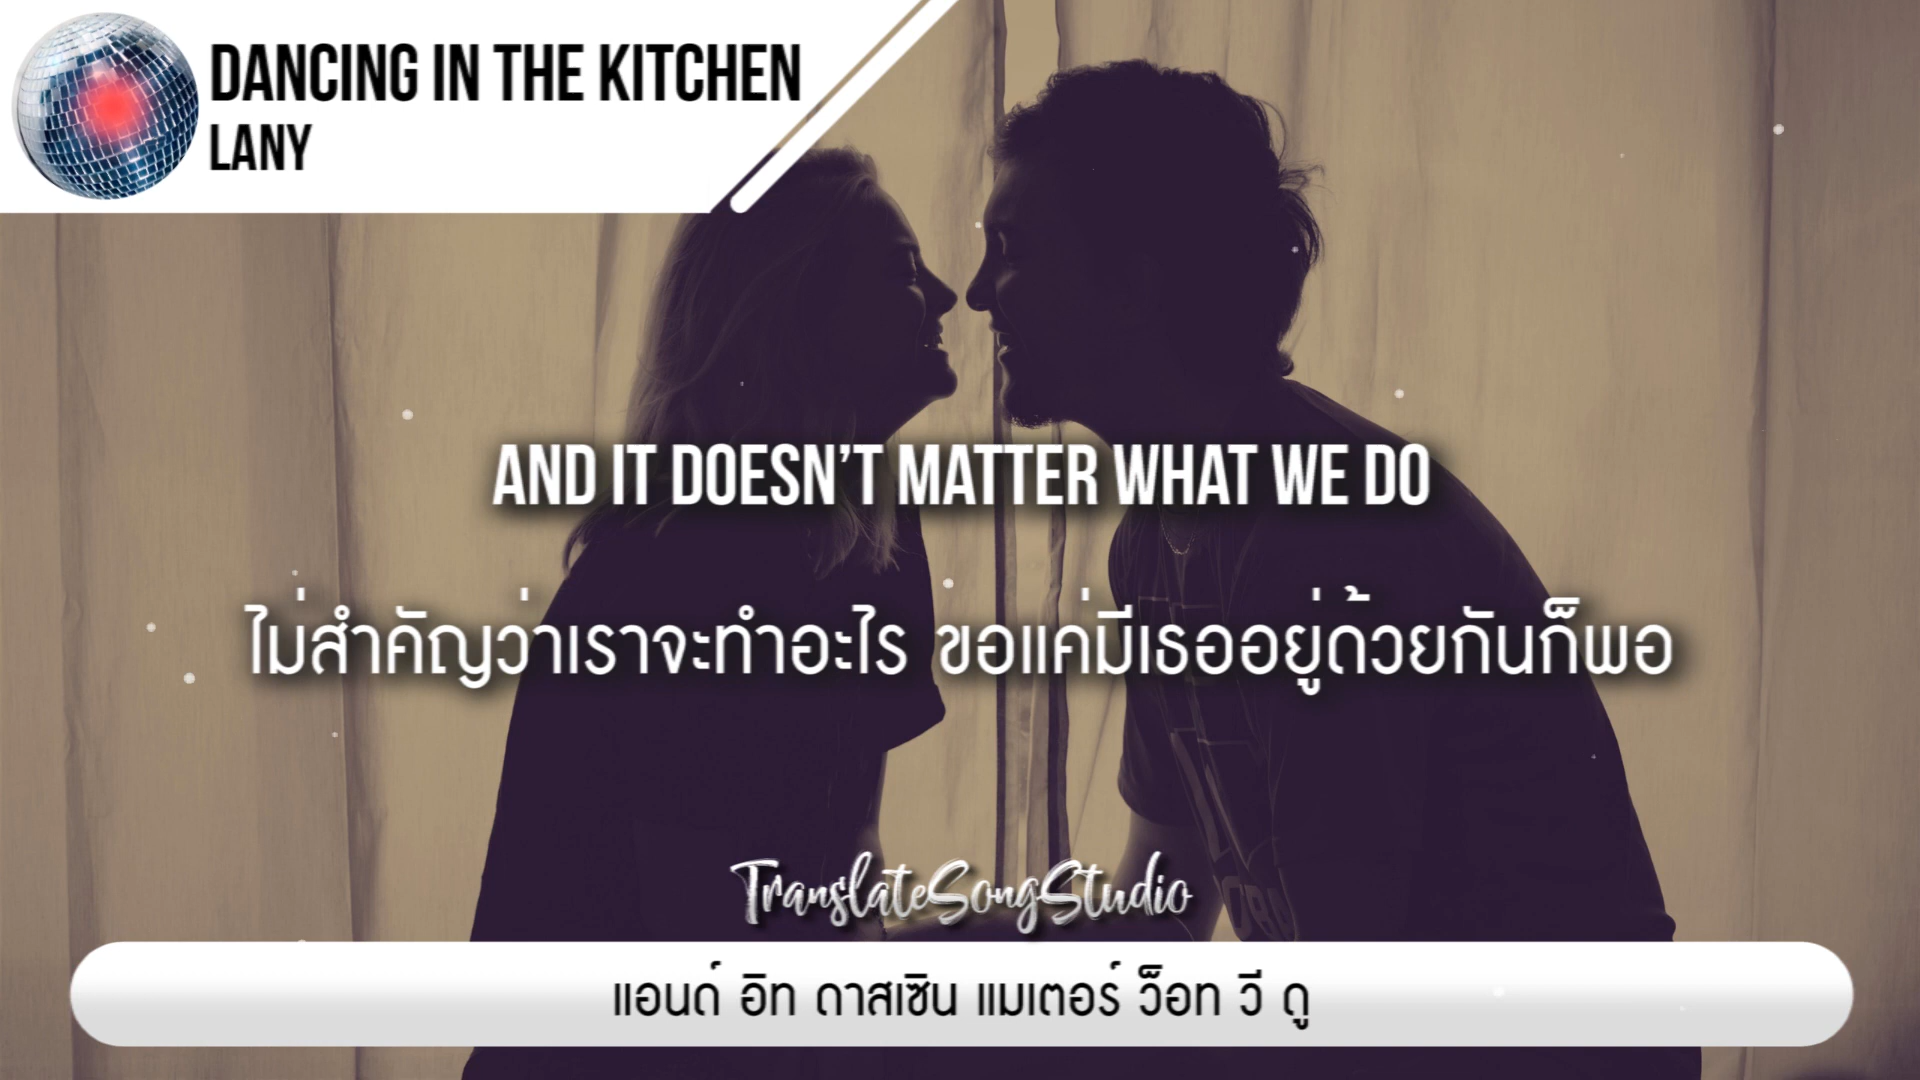 DANCING IN THE KITCHEN
LANY
AND IT DOESN'T MATTER WHAT WE DO
ไม่สำคัญว่าเราจะทำอะไร ขอแค่มีเธออยู่ด้วยกันก็พอ
TranslateSongStudio
แอนด์ อิท ดาสเซิน แมเตอร์ ว็อท วี ดู